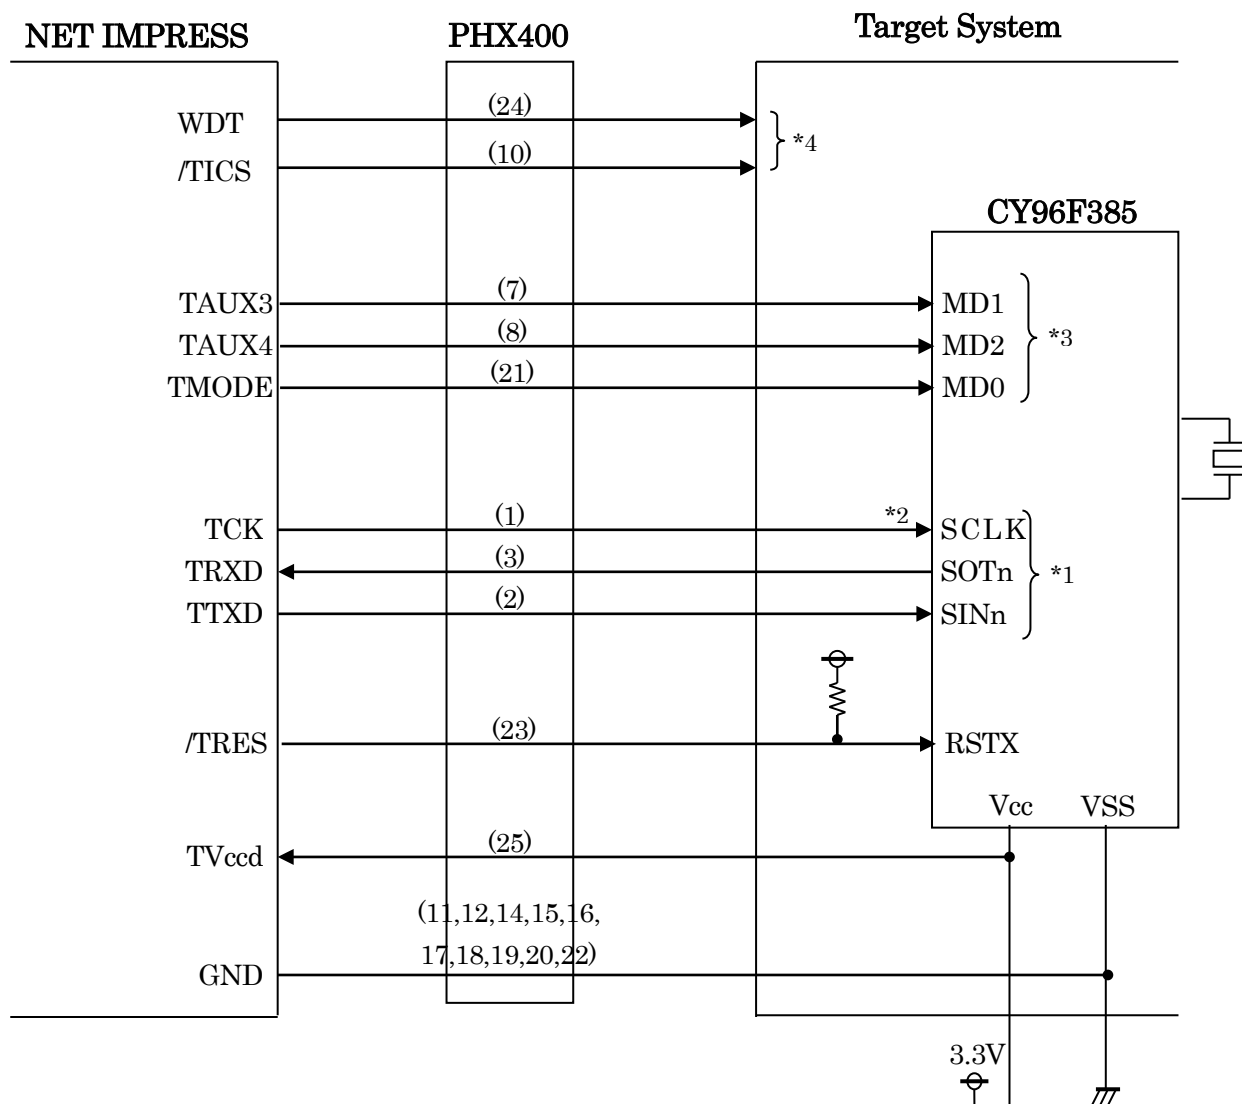 NET IMPRESS
PHX400
Target System
WDT
(24)
*4
/TICS
(10)
CY96F385
TAUX3
(7)
MD1
TAUX4
(8)
MD2
*3
TMODE
(21)
MD0
TCK
(1)
*2
SCLK
TRXD
(3)
SOTn
*1
TTXD
(2)
SINn
/TRES
(23)
RSTX
Vcc
VSS
TVccd
(25)
(11,12,14,15,16,
17,18,19,20,22)
GND
3.3V